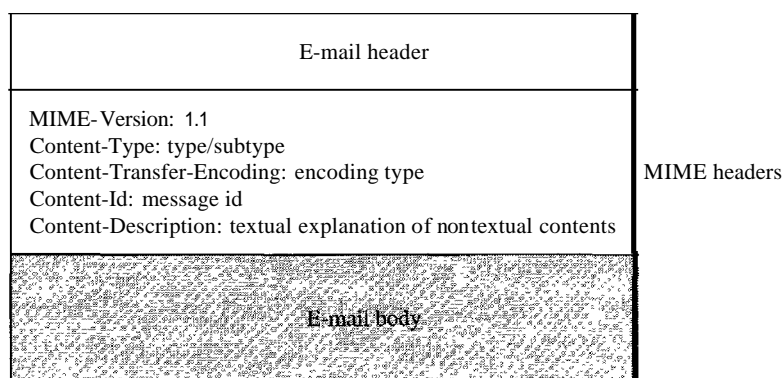 E-mail header
MIME-Version: 1.1
Content-Type: type/subtype
Content-Transfer-Encoding: encoding type
Content-Id: message id
Content-Description: textual explanation of nontextual contents
MIME headers
E-mail body